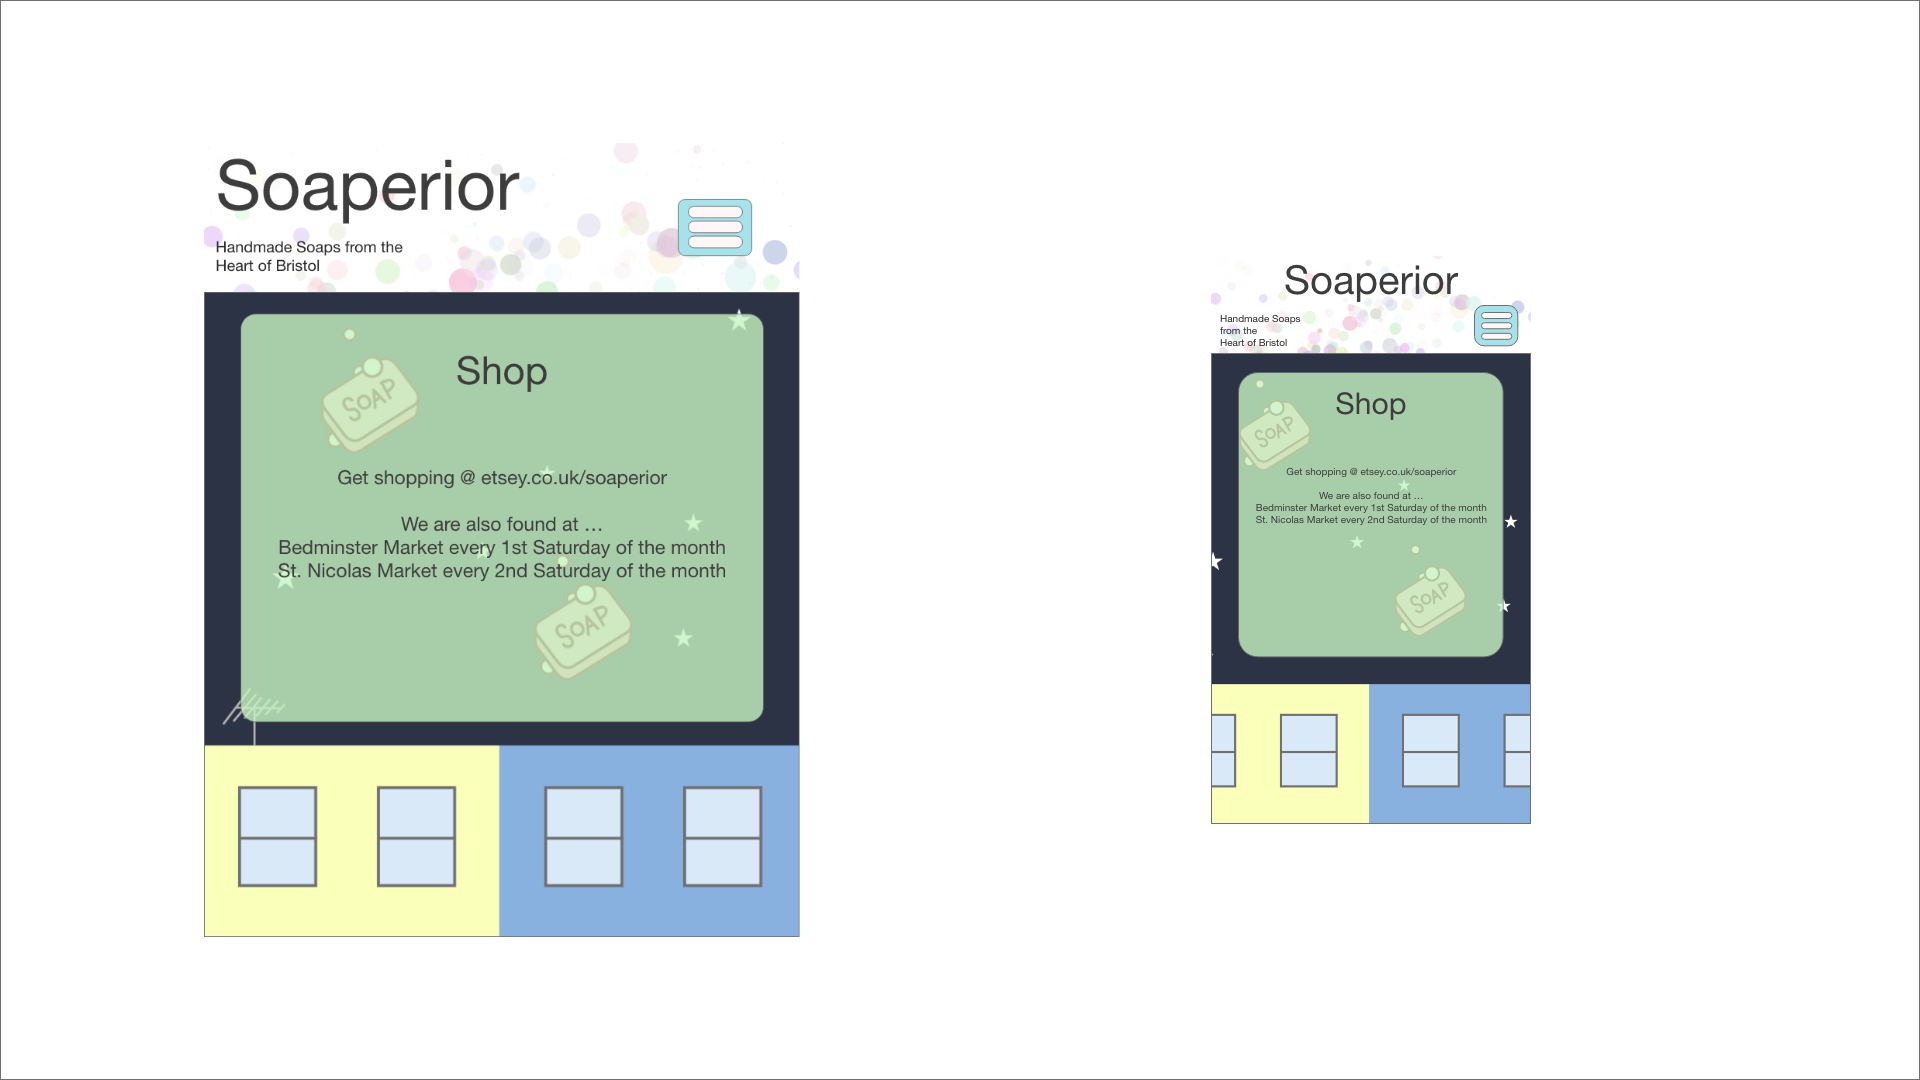 Soaperior
Handmade Soaps from the
Heart of Bristol
Shop
SOAP
Get shopping @ etsey.co.uk/soaperior
We are also found at ...
Bedminster Market every 1st Saturday of the month
St. Nicolas Market every 2nd Saturday of the month
SOAP
Soaperior
Handmade Soaps
from the
Heart of Bristol
Shop
SOAP
Get shopping @ etsey.co.uk/soaperior
We are also found at ...
Bedminster Market every 1st Saturday of the month
St. Nicolas Market every 2nd Saturday of the month
SOAP